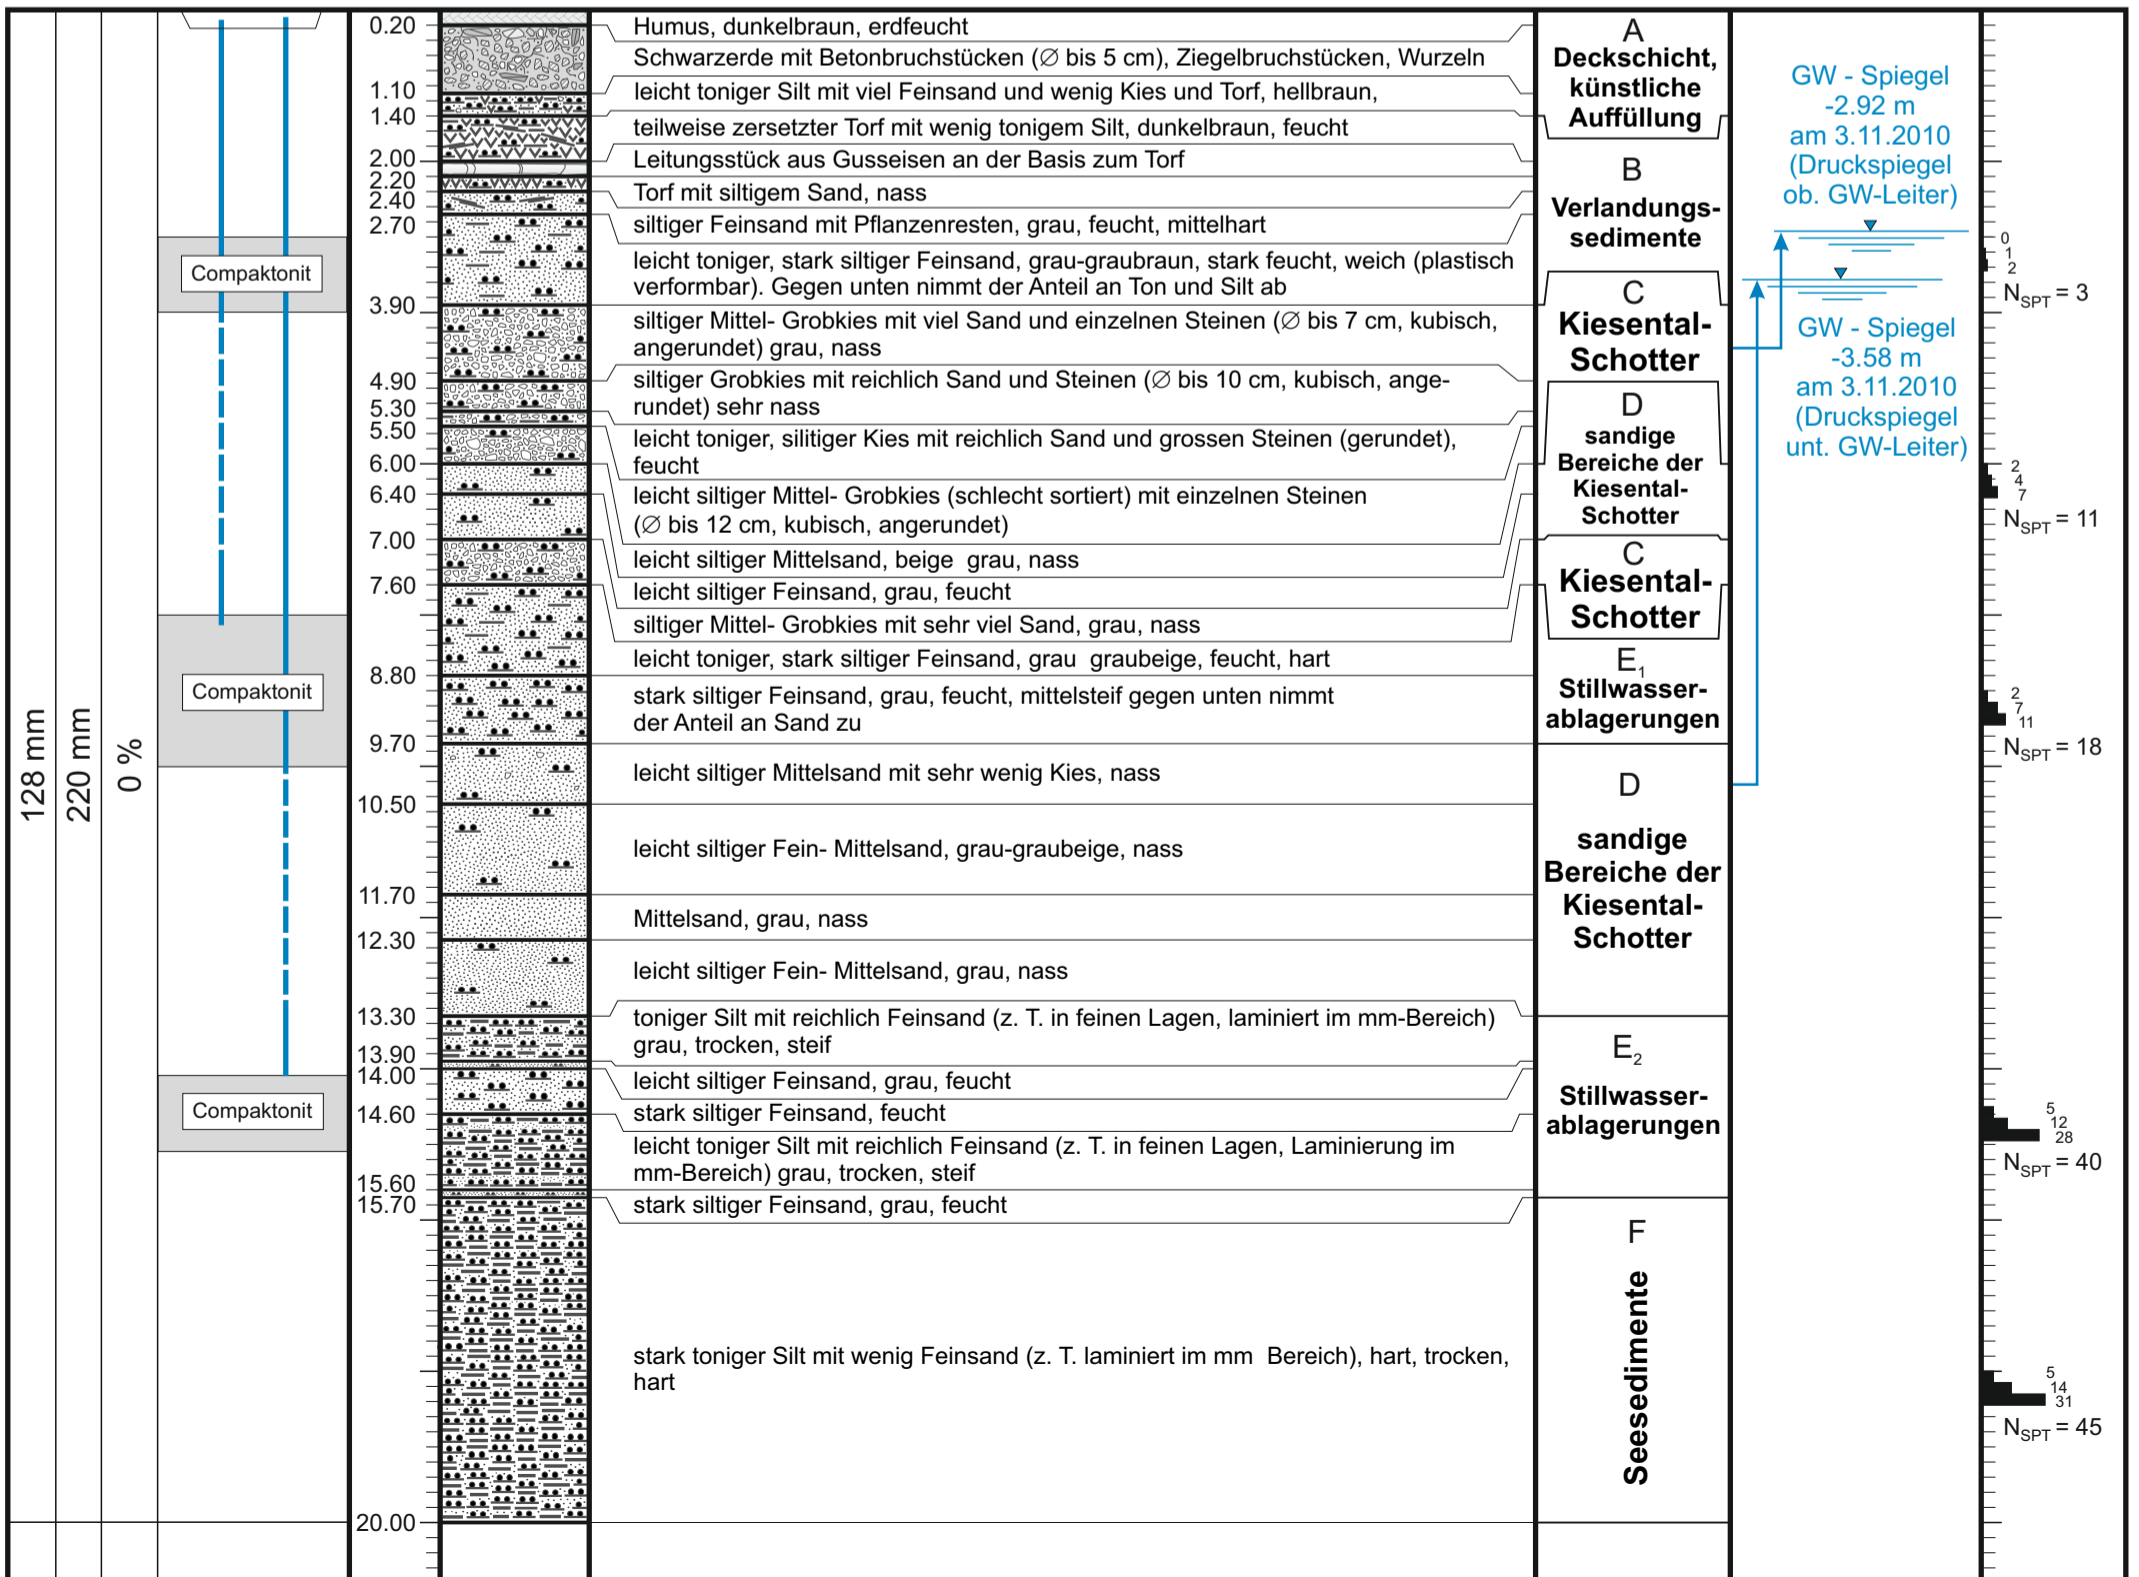 128 mm
220 mm
0 %
Compaktonit
Compaktonit
Compaktonit
0.20
1.10
1.40
2.00
2.20
2.40
2.70
3.90
4.90
5.30
5.50
6.00
6.40
7.00
7.60
8.80
9.70
10.50
11.70
12.30
13.30
13.90
14.00
14.60
15.60
15.70
20.00
Humus, dunkelbraun, erdfeucht
Schwarzerde mit Betonbruchstücken (∅ bis 5 cm), Ziegelbruchstücken, Wurzeln
leicht toniger Silt mit viel Feinsand und wenig Kies und Torf, hellbraun,
teilweise zersetzter Torf mit wenig tonigem Silt, dunkelbraun, feucht
Leitungsstück aus Gusseisen an der Basis zum Torf
Torf mit siltigem Sand, nass
siltiger Feinsand mit Pflanzenresten, grau, feucht, mittelhart
leicht toniger, stark siltiger Feinsand, grau-graubraun, stark feucht, weich (plastisch
verformbar). Gegen unten nimmt der Anteil an Ton und Silt ab
siltiger Mittel- Grobkies mit viel Sand und einzelnen Steinen (∅ bis 7 cm, kubisch,
angerundet) grau, nass
siltiger Grobkies mit reichlich Sand und Steinen (∅ bis 10 cm, kubisch, ange-
rundet) sehr nass
leicht toniger, silitiger Kies mit reichlich Sand und grossen Steinen (gerundet),
feucht
leicht siltiger Mittel- Grobkies (schlecht sortiert) mit einzelnen Steinen
(∅ bis 12 cm, kubisch, angerundet)
leicht siltiger Mittelsand, beige  grau, nass
leicht siltiger Feinsand, grau, feucht
siltiger Mittel- Grobkies mit sehr viel Sand, grau, nass
leicht toniger, stark siltiger Feinsand, grau  graubeige, feucht, hart
stark siltiger Feinsand, grau, feucht, mittelsteif gegen unten nimmt
der Anteil an Sand zu
leicht siltiger Mittelsand mit sehr wenig Kies, nass
leicht siltiger Fein- Mittelsand, grau-graubeige, nass
Mittelsand, grau, nass
leicht siltiger Fein- Mittelsand, grau, nass
toniger Silt mit reichlich Feinsand (z. T. in feinen Lagen, laminiert im mm-Bereich)
grau, trocken, steif
leicht siltiger Feinsand, grau, feucht
stark siltiger Feinsand, feucht
leicht toniger Silt mit reichlich Feinsand (z. T. in feinen Lagen, Laminierung im
mm-Bereich) grau, trocken, steif
stark siltiger Feinsand, grau, feucht
stark toniger Silt mit wenig Feinsand (z. T. laminiert im mm  Bereich), hart, trocken,
hart
A
Deckschicht,
künstliche
Auffüllung
B
Verlandungs-
sedimente
C
Kiesental-
Schotter
D
sandige
Bereiche der
Kiesental-
Schotter
C
Kiesental-
Schotter
E1
Stillwasser-
ablagerungen
D
sandige
Bereiche der
Kiesental-
Schotter
E2
Stillwasser-
ablagerungen
F
Seesedimente
GW - Spiegel
-2.92 m
am 3.11.2010
(Druckspiegel
ob. GW-Leiter)
GW - Spiegel
-3.58 m
am 3.11.2010
(Druckspiegel
unt. GW-Leiter)
0
1
2
NSPT = 3
2
4
7
NSPT = 11
2
7
11
NSPT = 18
5
12
28
NSPT = 40
5
14
31
NSPT = 45